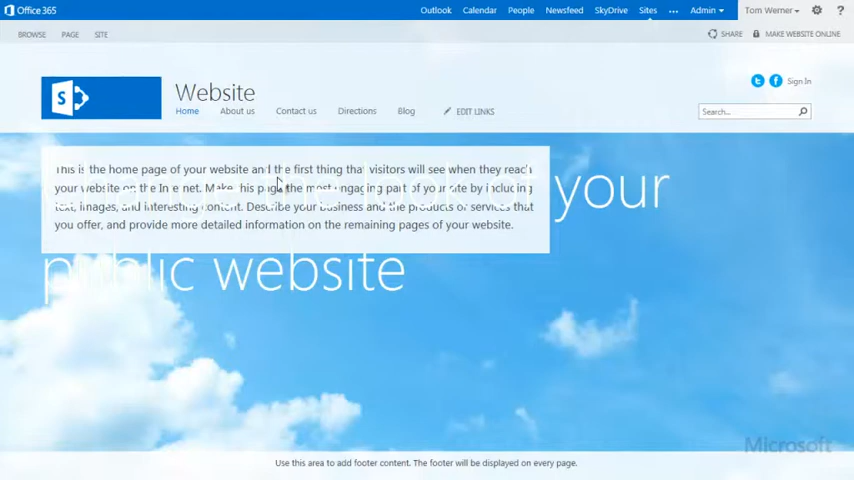 Office 365
Outlook Calendar People Newsfeed SkyDrive Sites ••• Admin Tom Werner ?
BROWSE PAGE SITE
SHARE MAKE WEBSITE ONLINE
Sign In
Website
Home About us Contact us Directions Blog EDIT LINKS
Search...
This is the home page of your website and the first thing that visitors will see when they reach
your website on the Internet. Make this page the most engaging part of your site by including
text, images, and interesting content. Describe your business and the products or services that
you offer, and provide more detailed information on the remaining pages of your website.
Change the look of your
public website
Microsoft
Use this area to add footer content. The footer will be displayed on every page.